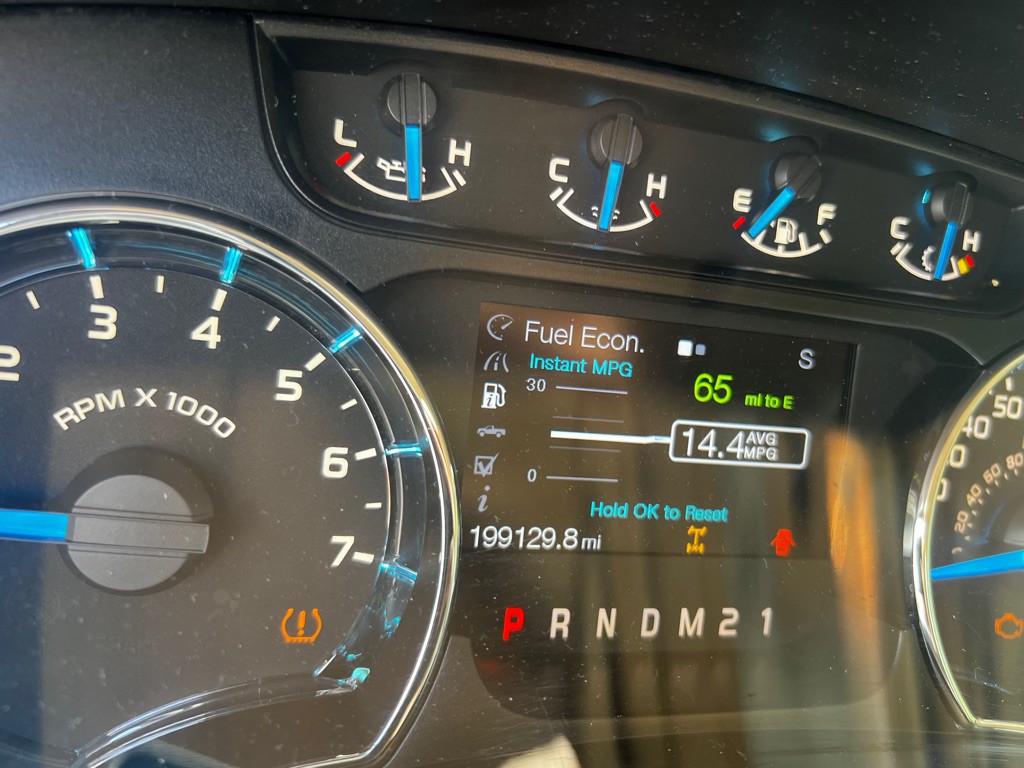 L H
C H
E F
C H
2 3 4 5 6 7
RPM X 1000
Fuel Econ.
S
Instant MPG
30
65 mi to E
14.4 AVG MPG
0
Hold OK to Reset
199129.8 mi
P R N D M 2 1
i
50
40
80
60
40
20